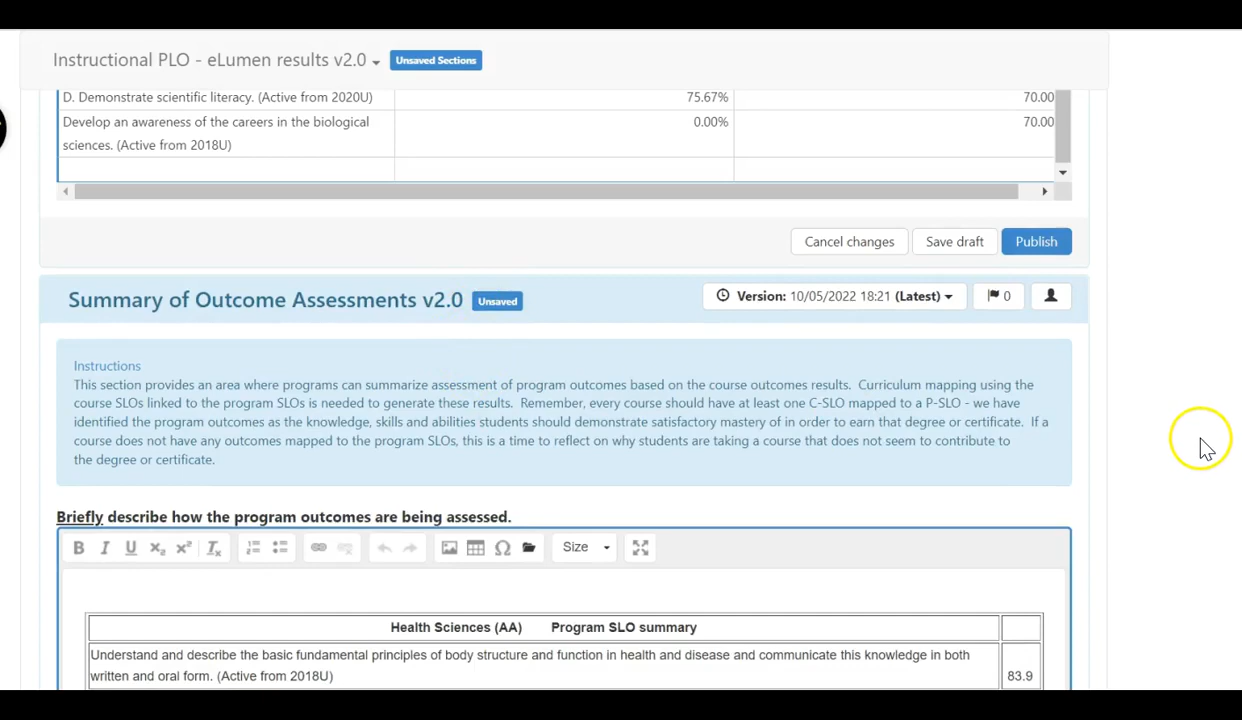 Instructional PLO - eLumen results v2.0 Unsaved Sections
D. Demonstrate scientific literacy. (Active from 2020U) 75.67% 70.00
Develop an awareness of the careers in the biological 0.00% 70.00
sciences. (Active from 2018U)
Cancel changes Save draft Publish
Summary of Outcome Assessments v2.0 Unsaved Version: 10/05/2022 18:21 (Latest) 0
Instructions
This section provides an area where programs can summarize assessment of program outcomes based on the course outcomes results. Curriculum mapping using the
course SLOs linked to the program SLOs is needed to generate these results. Remember, every course should have at least one C-SLO mapped to a P-SLO - we have
identified the program outcomes as the knowledge, skills and abilities students should demonstrate satisfactory mastery of in order to earn that degree or certificate. If a
course does not have any outcomes mapped to the program SLOs, this is a time to reflect on why students are taking a course that does not seem to contribute to
the degree or certificate.
Briefly describe how the program outcomes are being assessed.
B I U x₂ x² Tx Ω Size
Health Sciences (AA) Program SLO summary
Understand and describe the basic fundamental principles of body structure and function in health and disease and communicate this knowledge in both
written and oral form. (Active from 2018U) 83.9